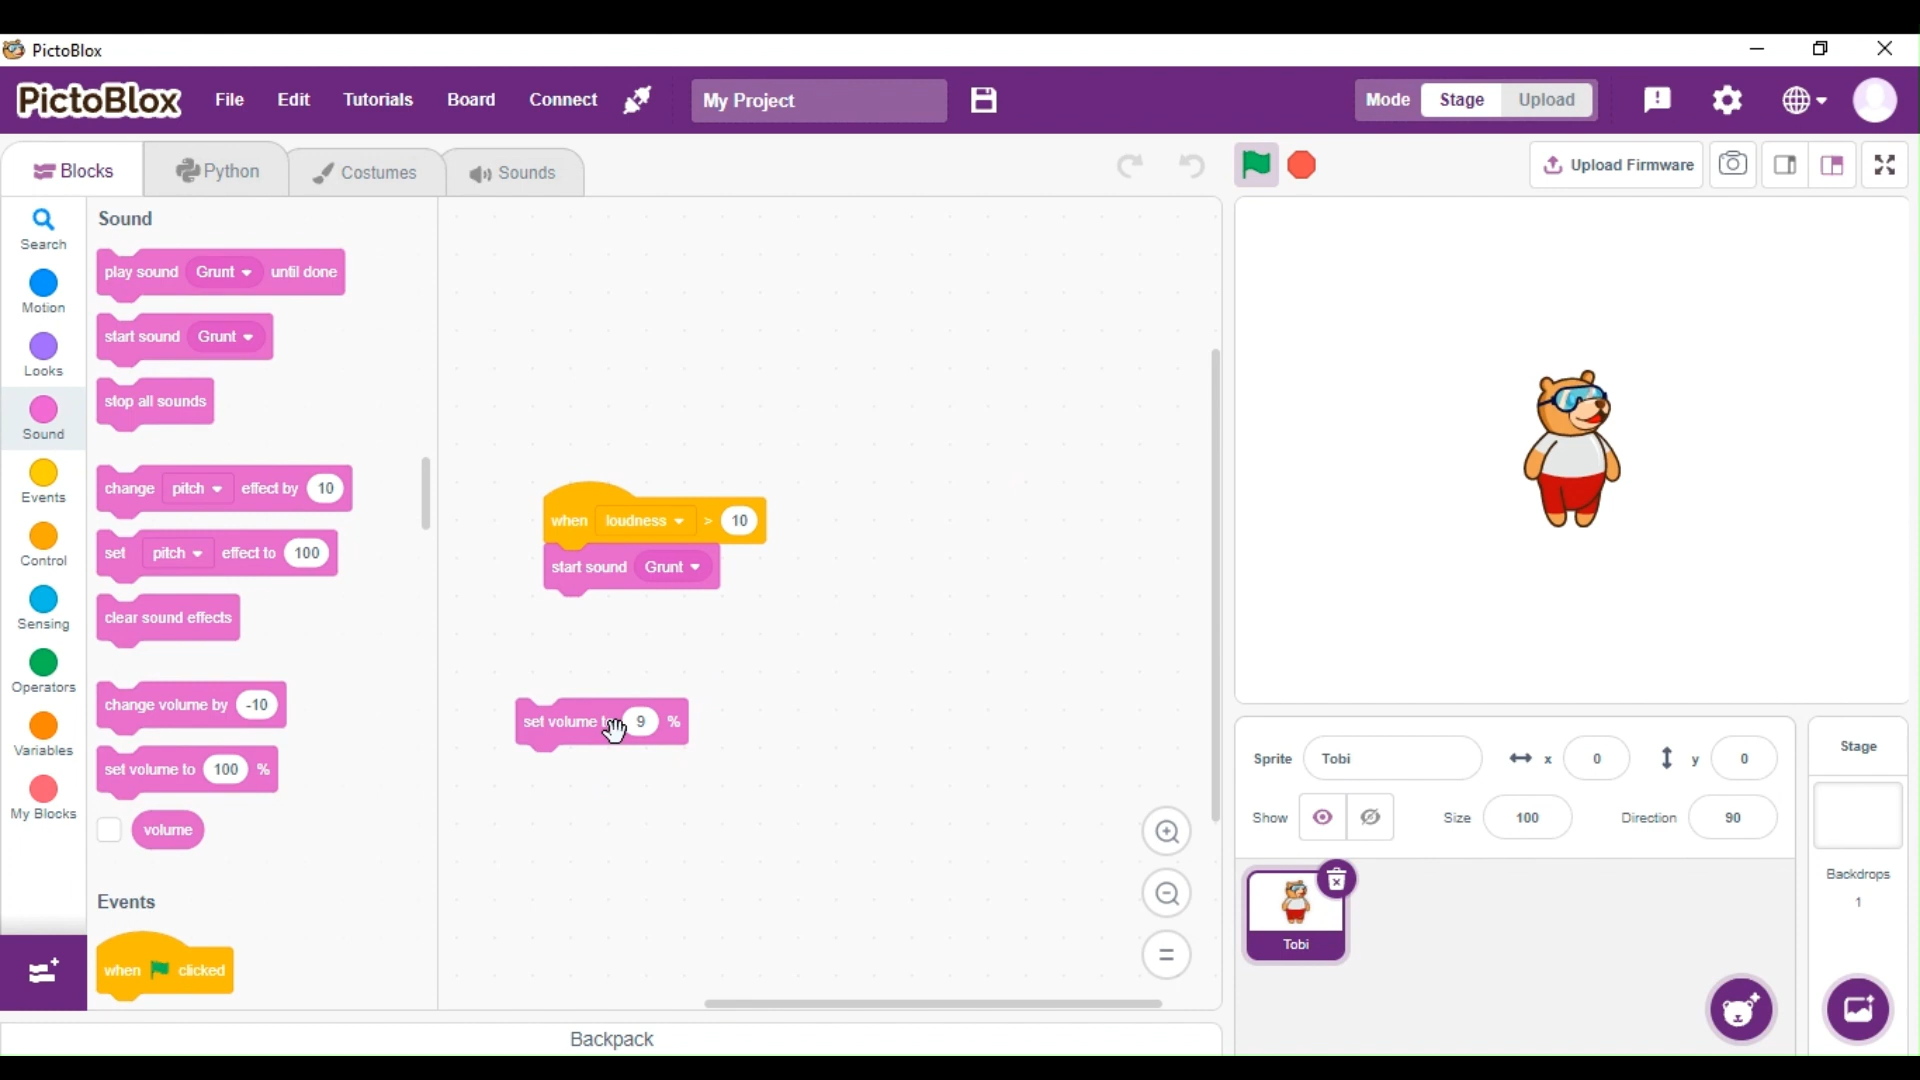 PictoBlox
PictoBlox File Edit Tutorials Board Connect My Project Mode Stage Upload
Blocks Python Costumes Sounds Upload Firmware
Search
Motion
Looks
Sound
Events
Control
Sensing
Operators
Variables
My Blocks
Sound
play sound Grunt until done
start sound Grunt
stop all sounds
change pitch effect by 10
set pitch effect to 100
clear sound effects
change volume by -10
set volume to 100 %
volume
Events
when clicked
when loudness > 10
start sound Grunt
set volume to 9 %
Backpack
Sprite Tobi x 0 y 0
Show Size 100 Direction 90
Tobi
Stage
Backdrops
1